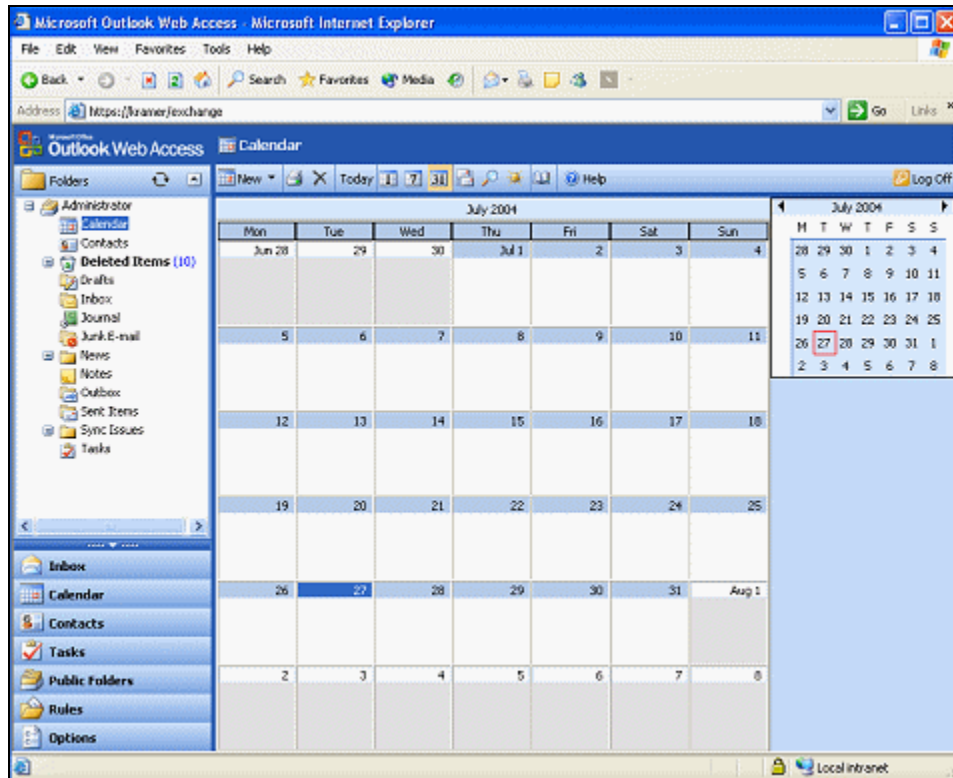 Microsoft Outlook Web Access - Microsoft Internet Explorer
File Edit View Favorites Tools Help
Back Search Favorites Media
Address https://kramer/exchange Go Links
Microsoft Office
Outlook Web Access Calendar
Folders New Today 1 7 31 Help Log Off
Administrator
Calendar
Contacts
Deleted Items (10)
Drafts
Inbox
Journal
Junk E-mail
News
Notes
Outbox
Sent Items
Sync Issues
Tasks
Inbox
Calendar
Contacts
Tasks
Public Folders
Rules
Options
July 2004
Mon Tue Wed Thu Fri Sat Sun
Jun 28 29 30 Jul 1 2 3 4
5 6 7 8 9 10 11
12 13 14 15 16 17 18
19 20 21 22 23 24 25
26 27 28 29 30 31 Aug 1
2 3 4 5 6 7 8
July 2004
M T W T F S S
28 29 30 1 2 3 4
5 6 7 8 9 10 11
12 13 14 15 16 17 18
19 20 21 22 23 24 25
26 27 28 29 30 31 1
2 3 4 5 6 7 8
Local intranet